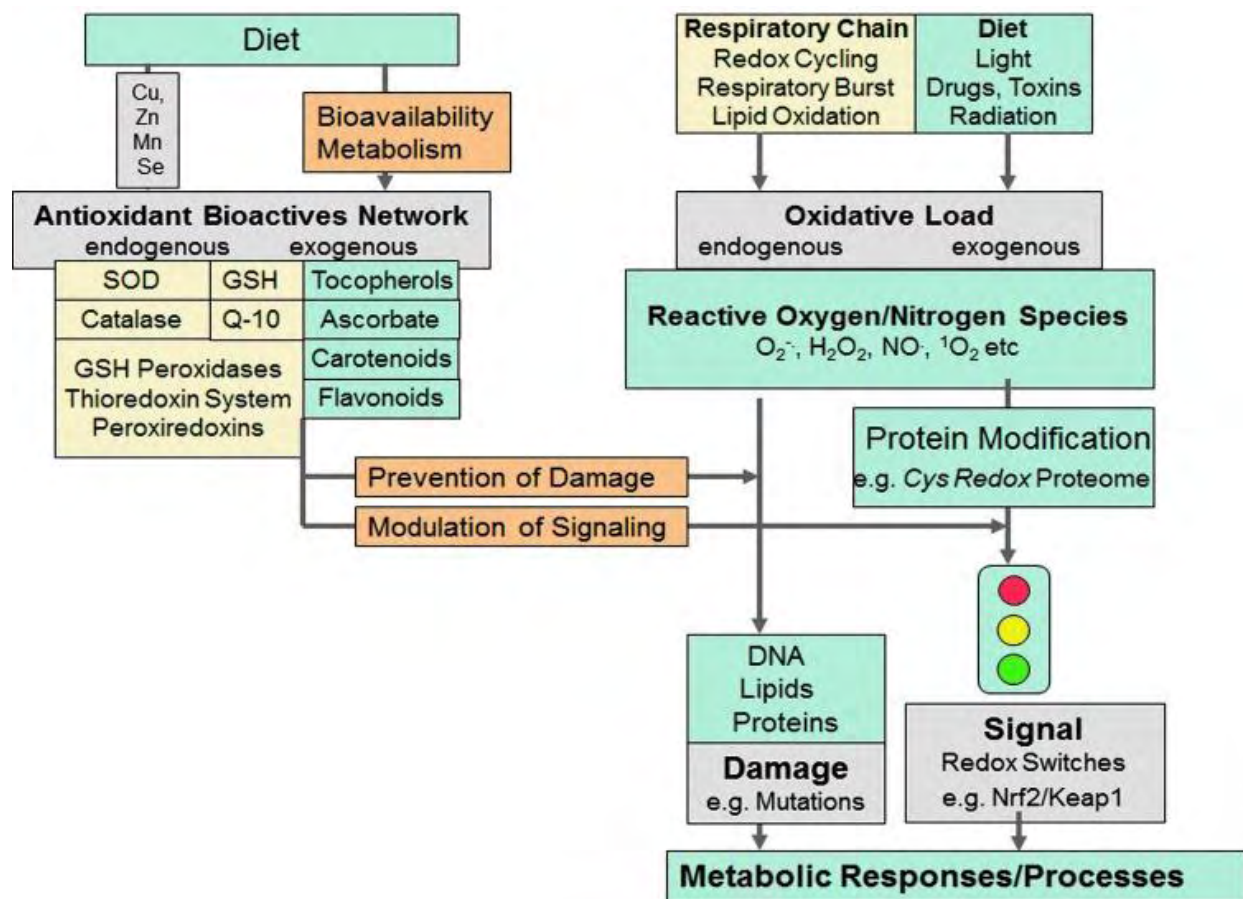 Diet
Cu,
Zn
Mn
Se
Bioavailability
Metabolism
Antioxidant Bioactives Network
endogenous exogenous
SOD
GSH
Tocopherols
Catalase
Q-10
Ascorbate
GSH Peroxidases
Thioredoxin System
Peroxiredoxins
Carotenoids
Flavonoids
Respiratory Chain
Redox Cycling
Respiratory Burst
Lipid Oxidation
Diet
Light
Drugs, Toxins
Radiation
Oxidative Load
endogenous exogenous
Reactive Oxygen/Nitrogen Species
O₂⁻·, H₂O₂, NO·, ¹O₂ etc
Protein Modification
e.g. Cys Redox Proteome
Prevention of Damage
Modulation of Signaling
DNA
Lipids
Proteins
Damage
e.g. Mutations
Signal
Redox Switches
e.g. Nrf2/Keap1
Metabolic Responses/Processes